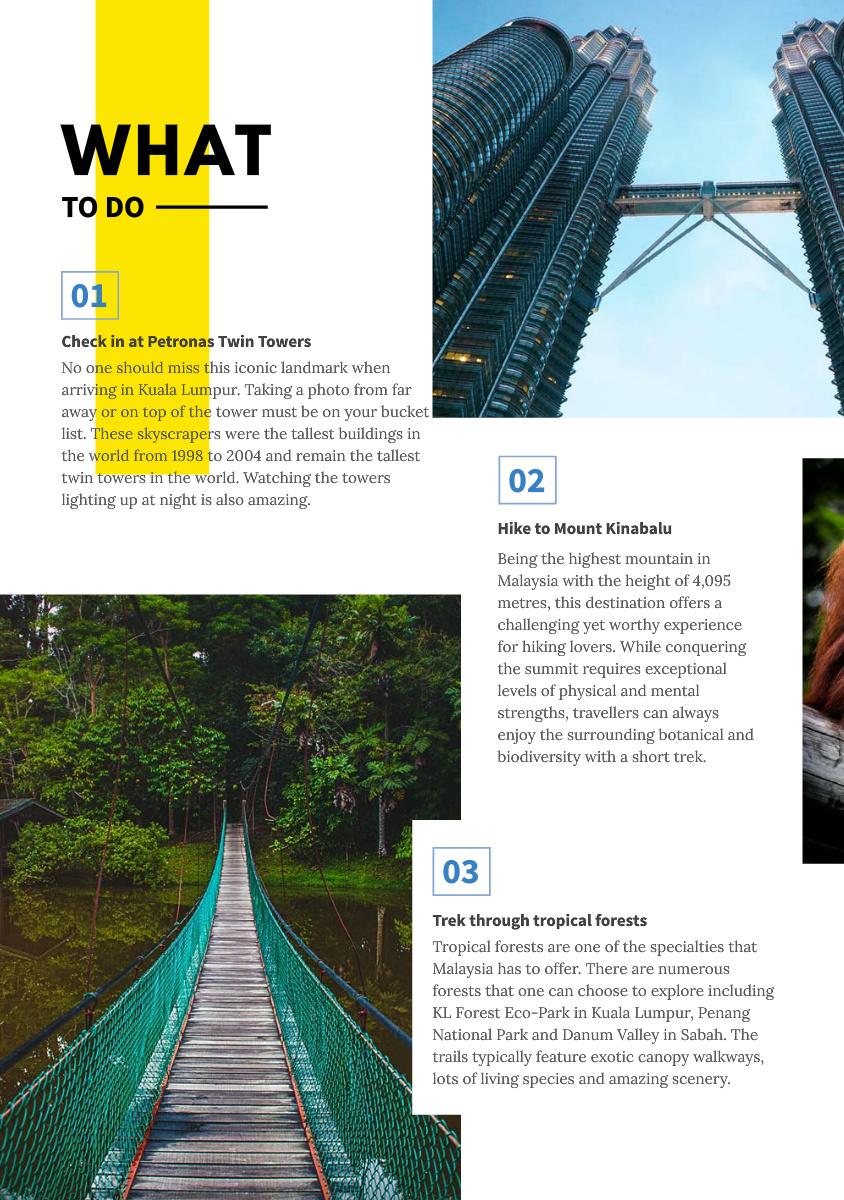 WHAT
TO DO
01
Check in at Petronas Twin Towers
No one should miss this iconic landmark when
arriving in Kuala Lumpur. Taking a photo from far
away or on top of the tower must be on your bucket
list. These skyscrapers were the tallest buildings in
the world from 1998 to 2004 and remain the tallest
twin towers in the world. Watching the towers
lighting up at night is also amazing.
02
Hike to Mount Kinabalu
Being the highest mountain in
Malaysia with the height of 4,095
metres, this destination offers a
challenging yet worthy experience
for hiking lovers. While conquering
the summit requires exceptional
levels of physical and mental
strengths, travellers can always
enjoy the surrounding botanical and
biodiversity with a short trek.
03
Trek through tropical forests
Tropical forests are one of the specialties that
Malaysia has to offer. There are numerous
forests that one can choose to explore including
KL Forest Eco-Park in Kuala Lumpur, Penang
National Park and Danum Valley in Sabah. The
trails typically feature exotic canopy walkways,
lots of living species and amazing scenery.